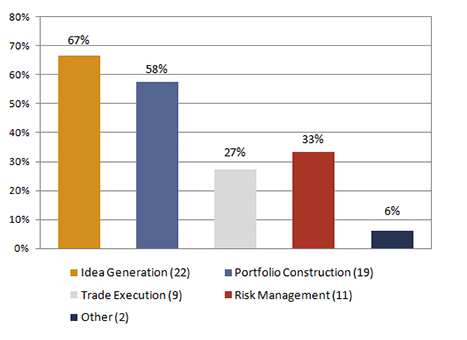 80%
70%
60%
50%
40%
30%
20%
10%
0%
67%
58%
27%
33%
6%
Idea Generation (22)
Portfolio Construction (19)
Trade Execution (9)
Risk Management (11)
Other (2)